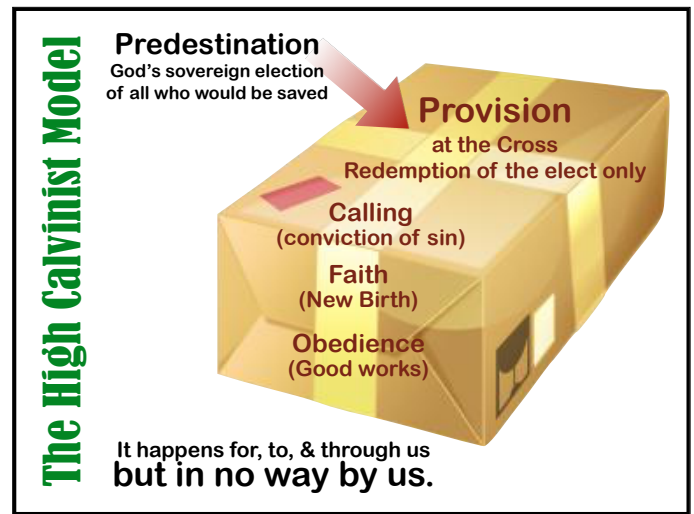 The High Calvinist Model
Predestination
God's sovereign election
of all who would be saved
Provision
at the Cross
Redemption of the elect only
Calling
(conviction of sin)
Faith
(New Birth)
Obedience
(Good works)
It happens for, to, & through us
but in no way by us.